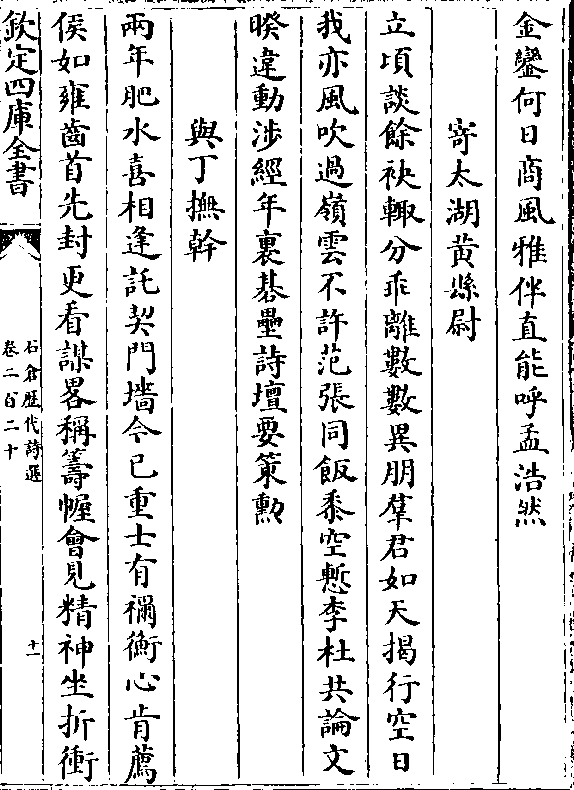 金鑾何日商風雅伴直能呼孟浩然
寄太湖黄縣尉
立頃談餘袂輙分乖離數數異朋羣君如天揭行空日
我亦風吹過嶺雲不許范張同飯黍空慙李杜共論文
暌違動涉經年裏棊壘詩壇要策勲
與丁撫幹
兩年肥水喜相逢託契門墻今已重士有禰衡心肯薦
侯如雍齒首先封更看謀畧稱籌幄會見精神坐折衝
欽定四庫全書
石倉歴代詩選
卷二百二十
十一